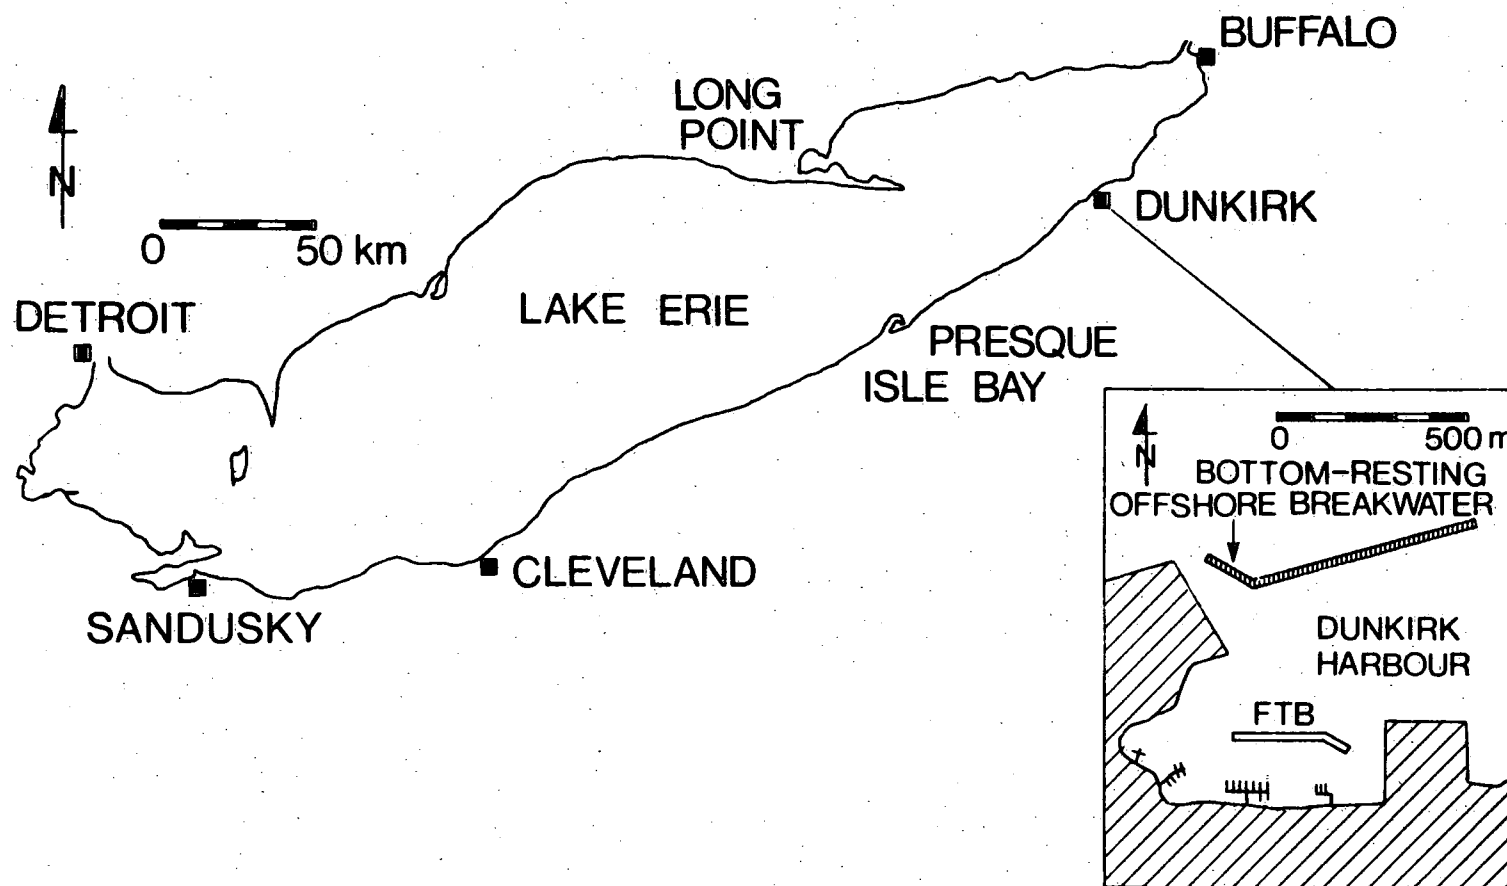 BUFFALO
LONG
POINT
N
0 50 km
DUNKIRK
DETROIT
LAKE ERIE
PRESQUE
ISLE BAY
CLEVELAND
SANDUSKY
N
0 500 m
BOTTOM-RESTING
OFFSHORE BREAKWATER
DUNKIRK
HARBOUR
FTB